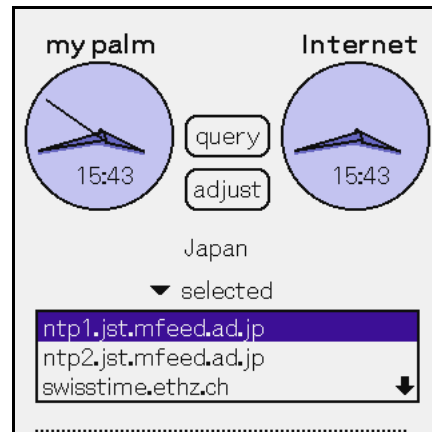 my palm
Internet
query
15:43
15:43
adjust
Japan
selected
ntp1.jst.mfeed.ad.jp
ntp2.jst.mfeed.ad.jp
swisstime.ethz.ch